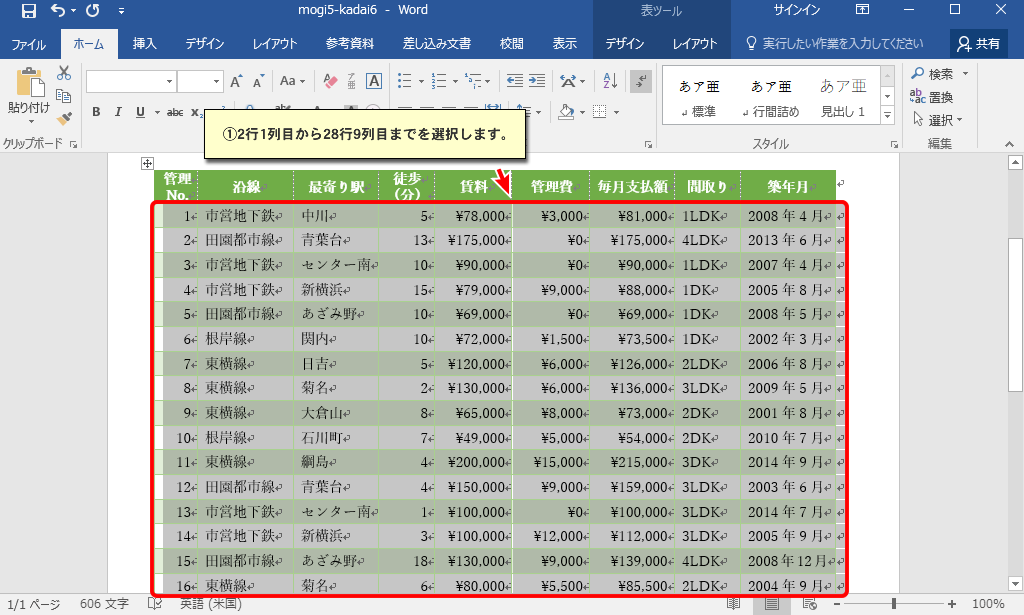 mogi5-kadai6 - Word
表ツール
サインイン
ファイル ホーム 挿入 デザイン レイアウト 参考資料 差し込み文書 校閲 表示 デザイン レイアウト 実行したい作業を入力してください 共有
貼り付け
クリップボード
B I U abc x
Aa A A A
あア亜 標準
あア亜 行間詰め
あア亜 見出し 1
スタイル
検索
置換
選択
編集
①2行1列目から28行9列目までを選択します。
管理No. 沿線 最寄り駅 徒歩(分) 賃料 管理費 毎月支払額 間取り 築年月
1 市営地下鉄 中川 5 ¥78,000 ¥3,000 ¥81,000 1LDK 2008 年 4 月
2 田園都市線 青葉台 13 ¥175,000 ¥0 ¥175,000 4LDK 2013 年 6 月
3 市営地下鉄 センター南 10 ¥90,000 ¥0 ¥90,000 1LDK 2007 年 4 月
4 市営地下鉄 新横浜 15 ¥79,000 ¥9,000 ¥88,000 1DK 2005 年 8 月
5 田園都市線 あざみ野 10 ¥69,000 ¥0 ¥69,000 1DK 2008 年 5 月
6 根岸線 関内 10 ¥72,000 ¥1,500 ¥73,500 1DK 2002 年 3 月
7 東横線 日吉 5 ¥120,000 ¥6,000 ¥126,000 2LDK 2006 年 8 月
8 東横線 菊名 2 ¥130,000 ¥6,000 ¥136,000 3LDK 2009 年 5 月
9 東横線 大倉山 8 ¥65,000 ¥8,000 ¥73,000 2DK 2001 年 8 月
10 根岸線 石川町 7 ¥49,000 ¥5,000 ¥54,000 2DK 2010 年 7 月
11 東横線 綱島 4 ¥200,000 ¥15,000 ¥215,000 3DK 2014 年 9 月
12 田園都市線 青葉台 4 ¥150,000 ¥9,000 ¥159,000 3LDK 2003 年 6 月
13 市営地下鉄 センター南 1 ¥100,000 ¥0 ¥100,000 3LDK 2014 年 7 月
14 市営地下鉄 新横浜 3 ¥100,000 ¥12,000 ¥112,000 3LDK 2005 年 9 月
15 田園都市線 あざみ野 18 ¥130,000 ¥9,000 ¥139,000 4LDK 2008 年 12 月
16 東横線 菊名 6 ¥80,000 ¥5,500 ¥85,500 2LDK 2004 年 9 月
1/1 ページ 606 文字 英語 (米国) 100%